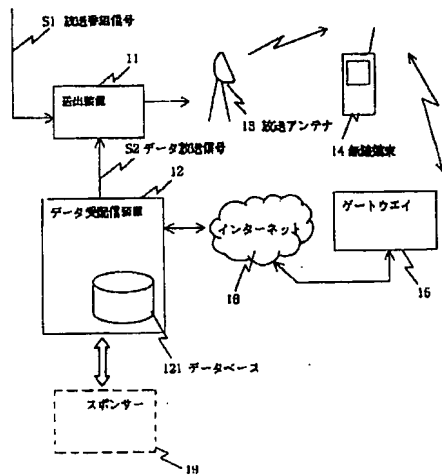 S1 放送番組信号
11
送出装置
13 放送アンテナ
14 無線端末
S2 データ放送信号
12
データ受配信装置
インターネット
ゲートウエイ
16
15
121 データベース
スポンサー
19